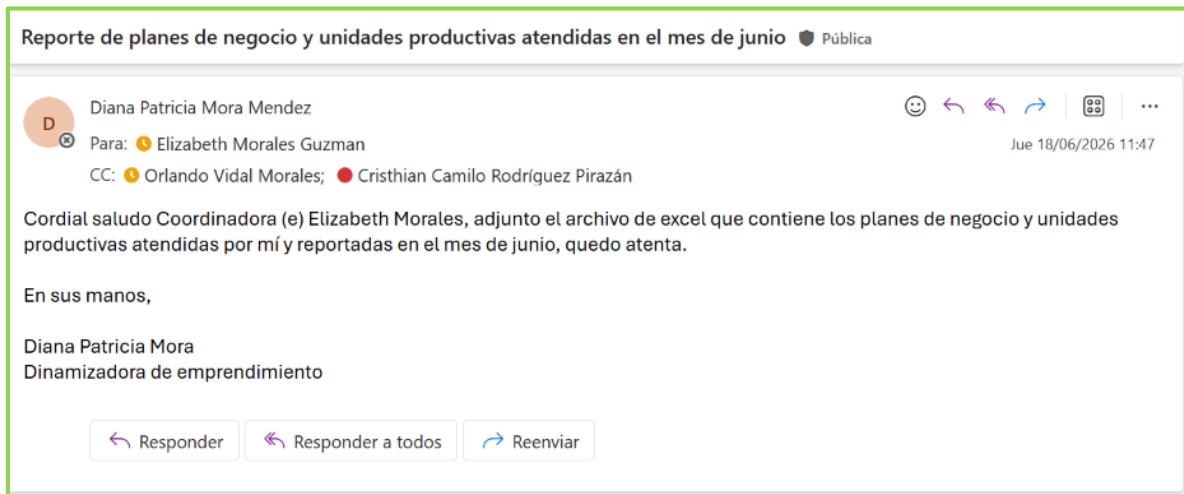 Reporte de planes de negocio y unidades productivas atendidas en el mes de junio Pública
D
Diana Patricia Mora Mendez
Para: Elizabeth Morales Guzman
Jue 18/06/2026 11:47
CC: Orlando Vidal Morales; Cristhian Camilo Rodríguez Pirazán
Cordial saludo Coordinadora (e) Elizabeth Morales, adjunto el archivo de excel que contiene los planes de negocio y unidades
productivas atendidas por mí y reportadas en el mes de junio, quedo atenta.
En sus manos,
Diana Patricia Mora
Dinamizadora de emprendimiento
Responder Responder a todos Reenviar